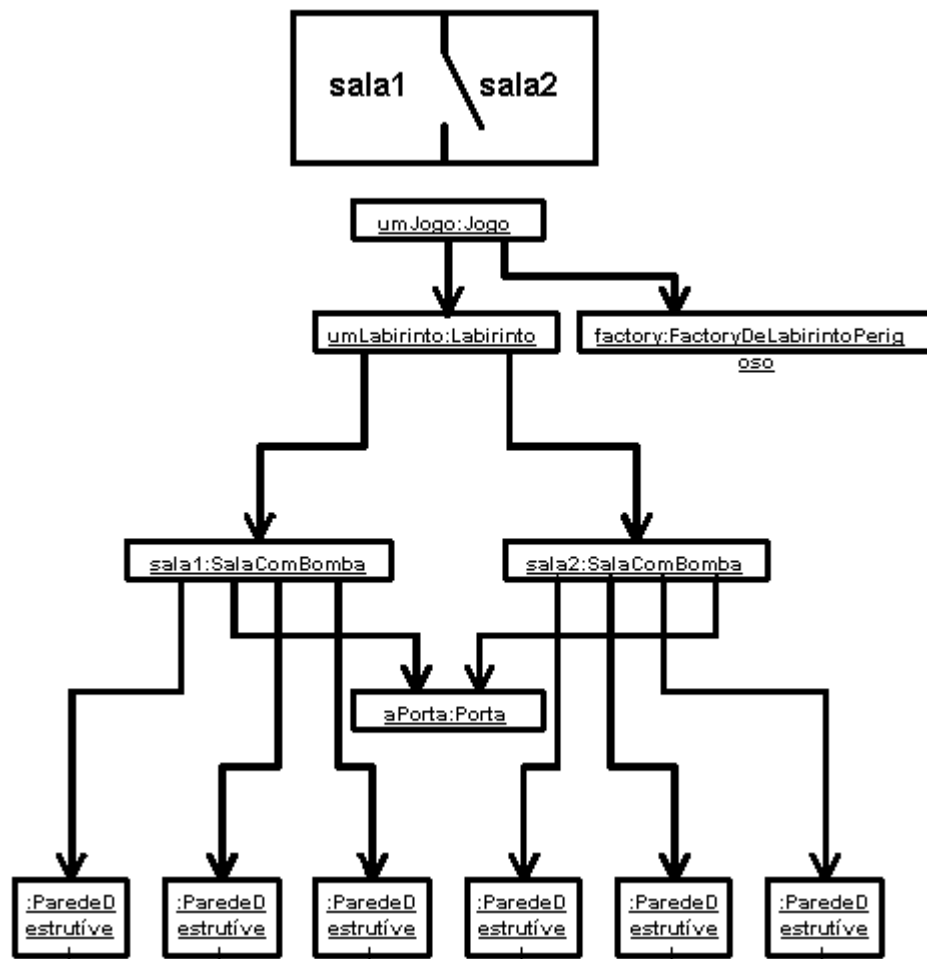 sala1 sala2
umJogo:Jogo
umLabirinto:Labirinto factory:FactoryDeLabirintoPerig
oso
sala1:SalaComBomba sala2:SalaComBomba
aPorta:Porta
:ParedeD :ParedeD :ParedeD :ParedeD :ParedeD :ParedeD
estrutíve estrutíve estrutíve estrutíve estrutíve estrutíve